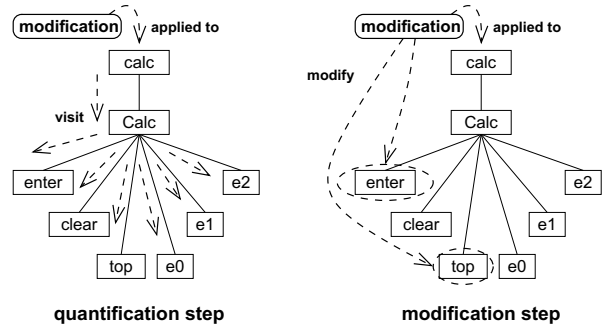 modification
applied to
calc
visit
Calc
enter
e2
clear
e1
top
e0
quantification step
modification
applied to
modify
calc
Calc
enter
e2
clear
e1
top
e0
modification step